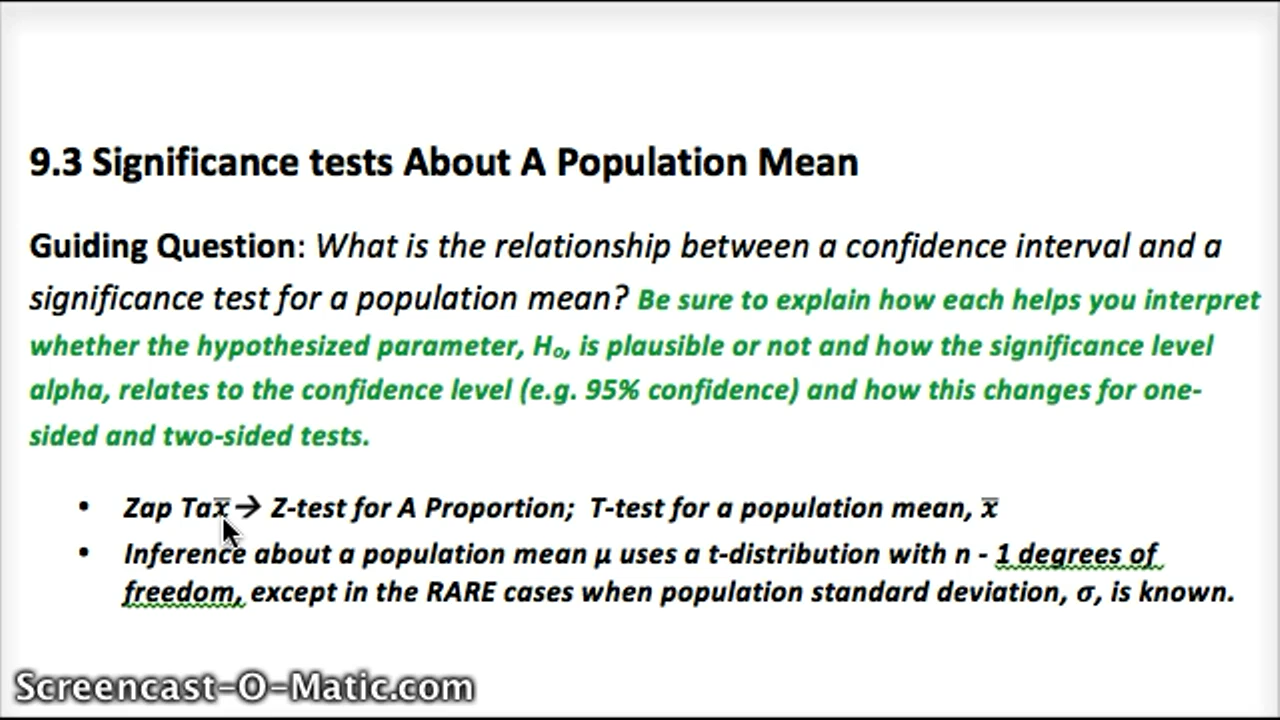 9.3 Significance tests About A Population Mean
Guiding Question: What is the relationship between a confidence interval and a
significance test for a population mean? Be sure to explain how each helps you interpret
whether the hypothesized parameter, H₀, is plausible or not and how the significance level
alpha, relates to the confidence level (e.g. 95% confidence) and how this changes for one-
sided and two-sided tests.
• Zap Tax̅→ Z-test for A Proportion; T-test for a population mean, x̅
• Inference about a population mean μ uses a t-distribution with n - 1 degrees of
freedom, except in the RARE cases when population standard deviation, σ, is known.
Screencast-O-Matic.com